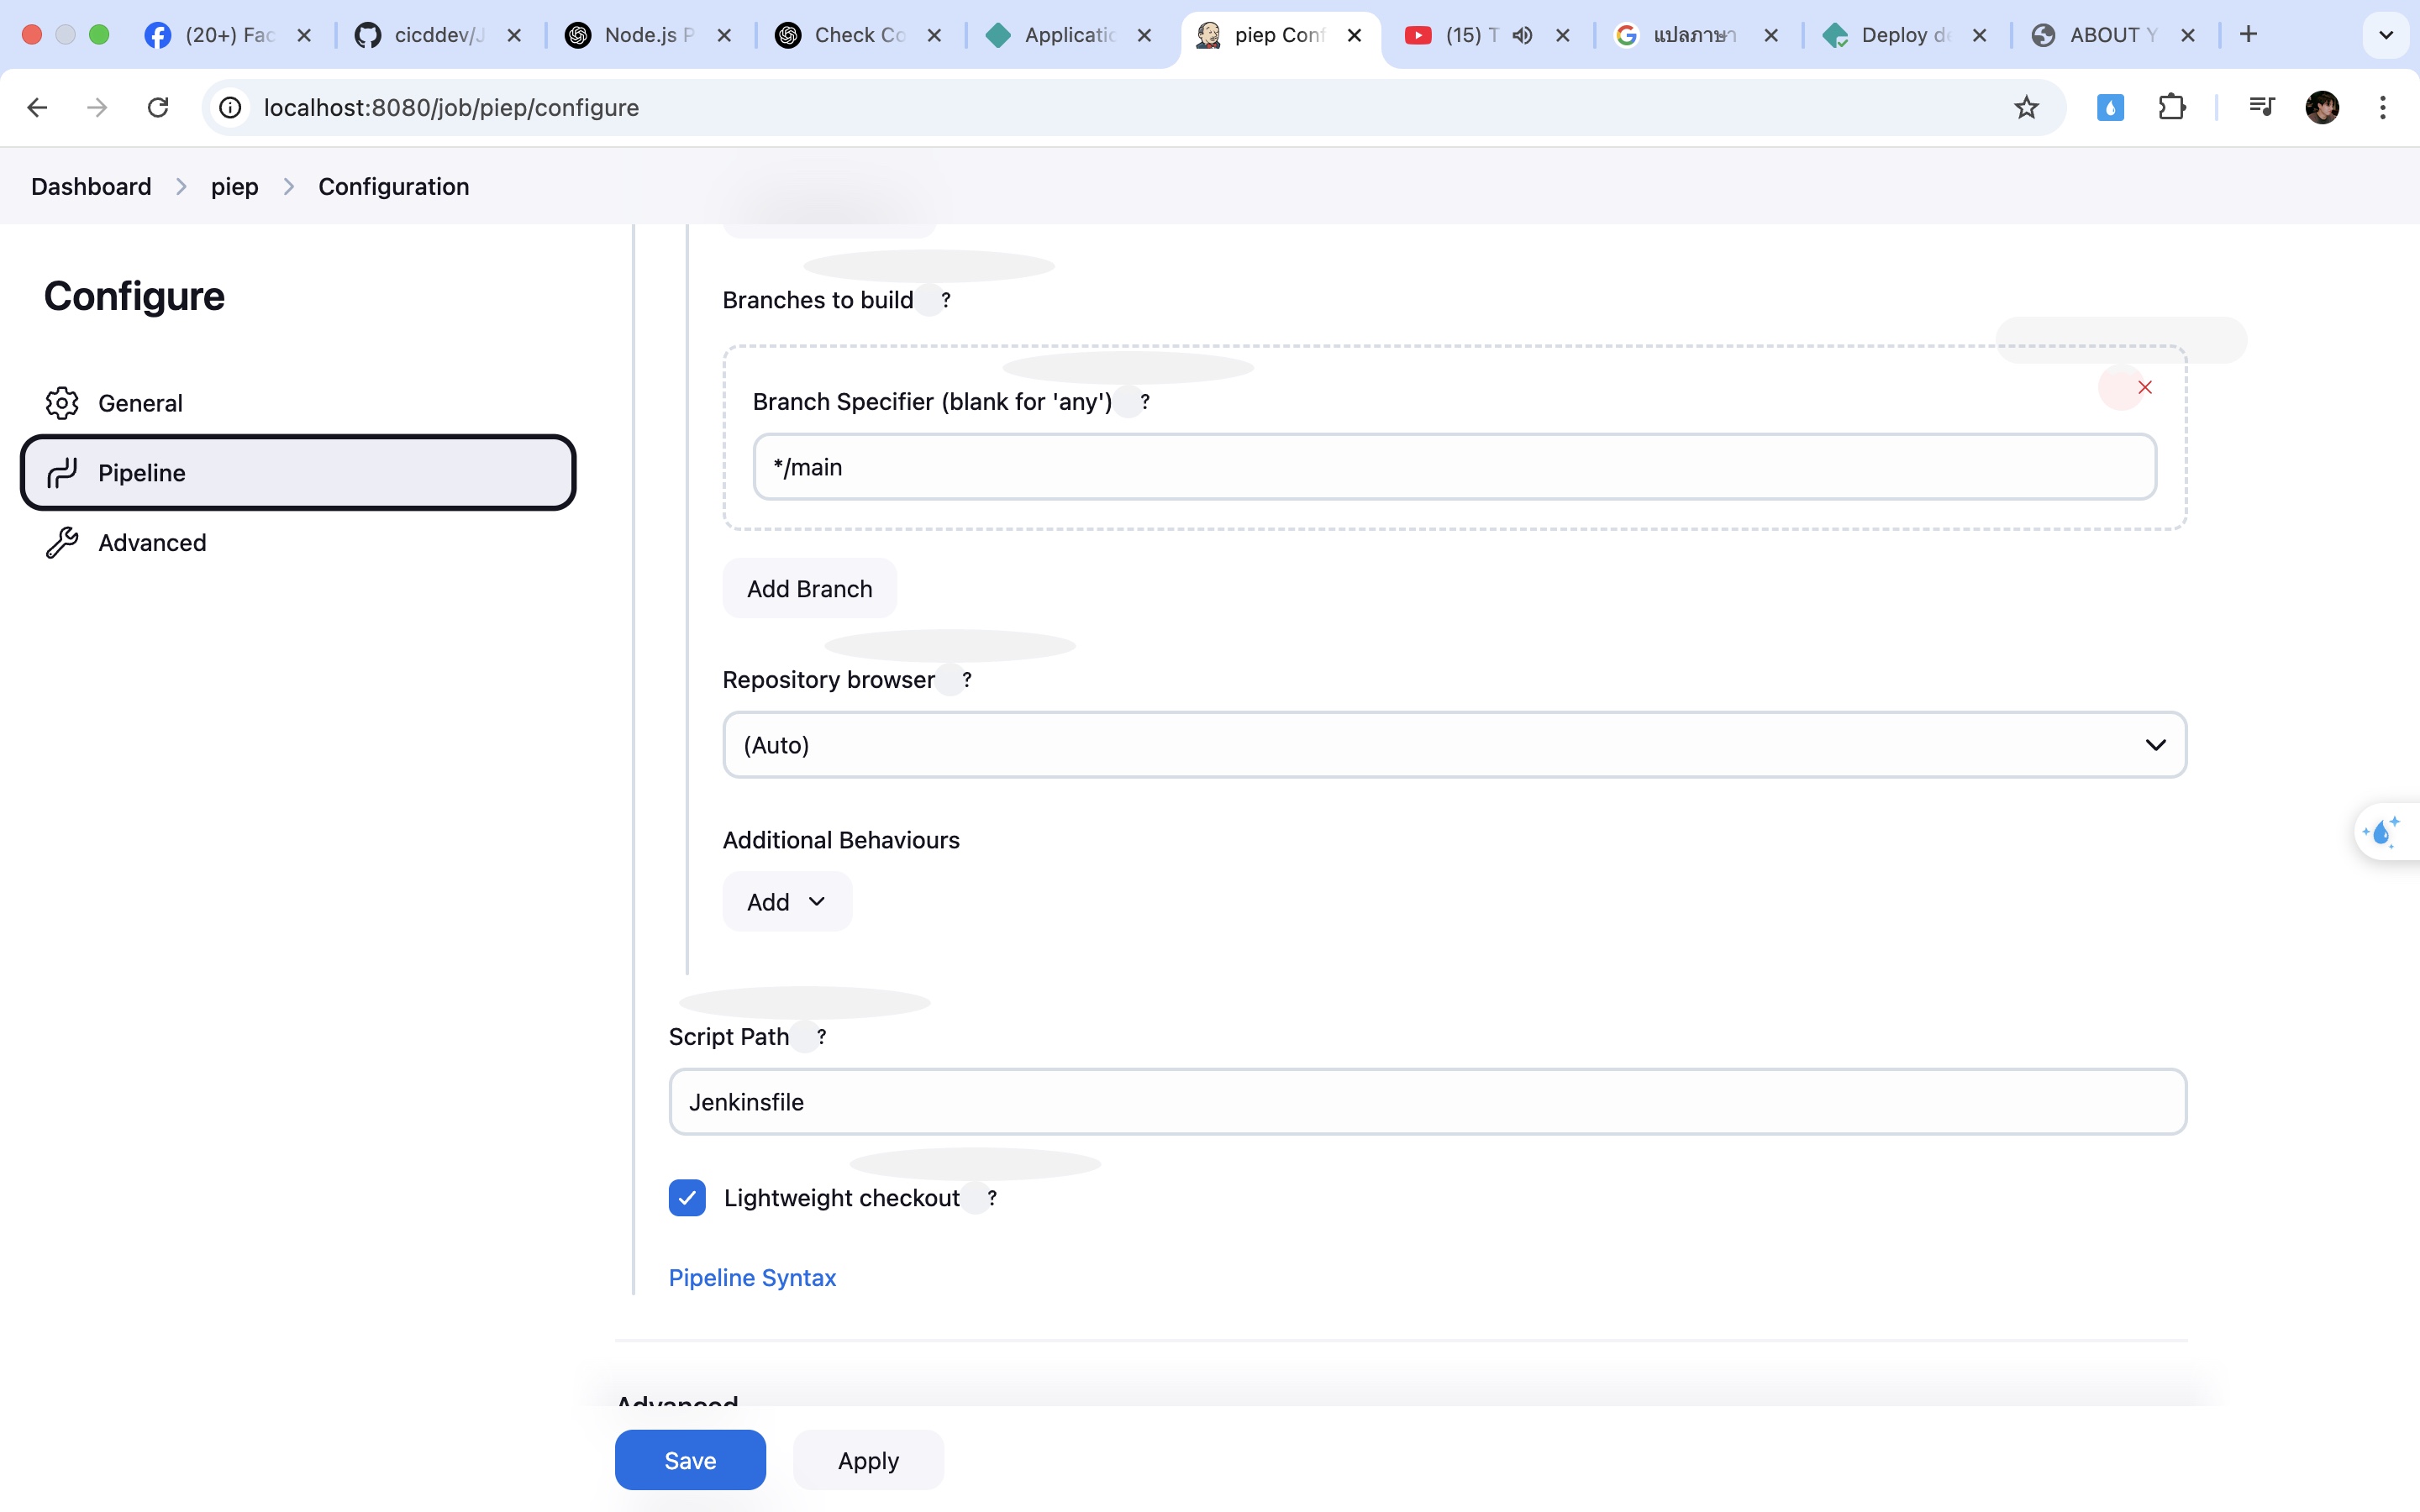 (20+) Fac
cicddev/J
Node.js P
Check Co
Applicatio
piep Conf
(15) T
แปลภาษา
Deploy de
ABOUT Y
localhost:8080/job/piep/configure
Dashboard
piep
Configuration
Configure
General
Pipeline
Advanced
Branches to build ?
Branch Specifier (blank for 'any') ?
*/main
Add Branch
Repository browser ?
(Auto)
Additional Behaviours
Add
Script Path ?
Jenkinsfile
Lightweight checkout ?
Pipeline Syntax
Advanced
Save
Apply